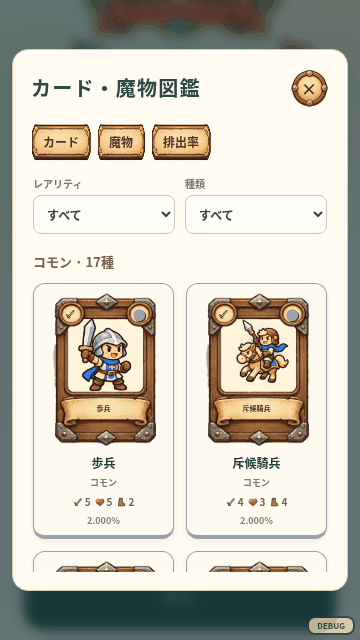 カード・魔物図鑑
カード 魔物 排出率
レアリティ 種類
すべて すべて
コモン · 17種
歩兵 斥候騎兵
歩兵 斥候騎兵
コモン コモン
5 5 2 4 3 4
2.000% 2.000%
DEBUG